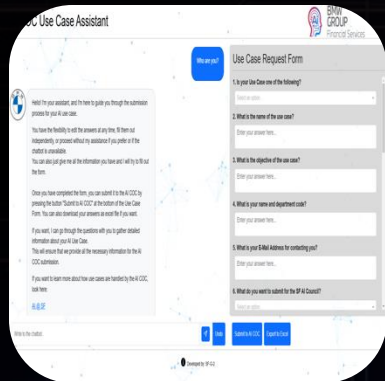 OC Use Case Assistant
BMW
GROUP
Financial Services
Who are you?
Hello! I'm your assistant, and I'm here to guide you through the submission
process for your AI use case.
You have the flexibility to edit the answers at any time, fill them out
independently, or proceed without my assistance if you prefer or if the
chatbot is unavailable.
You can also just give me all the information you have and I will try to fill out
the form.
Once you have completed the form, you can submit it to the AI COC by
pressing the button "Submit to AI COC" at the bottom of the Use Case
Form. You can also download your answers as excel file if you want.
If you want, I can go through the questions with you to gather detailed
information about your AI Use Case.
This will ensure that we provide all the necessary information for the AI
COC submission.
If you want to learn more about how use cases are handled by the AI COC,
look here:
AI @ SF
Use Case Request Form
1. Is your Use Case one of the following?
Select an option
2. What is the name of the use case?
Enter your answer here...
3. What is the objective of the use case?
Enter your answer here...
4. What is your name and department code?
Enter your answer here...
5. What is your E-Mail Address for contacting you?
Enter your answer here...
6. What do you want to submit for the SF AI Council?
Select an option
Write to the chatbot.
Undo
Submit to AI COC
Export to Excel
Developed by SF-G-2